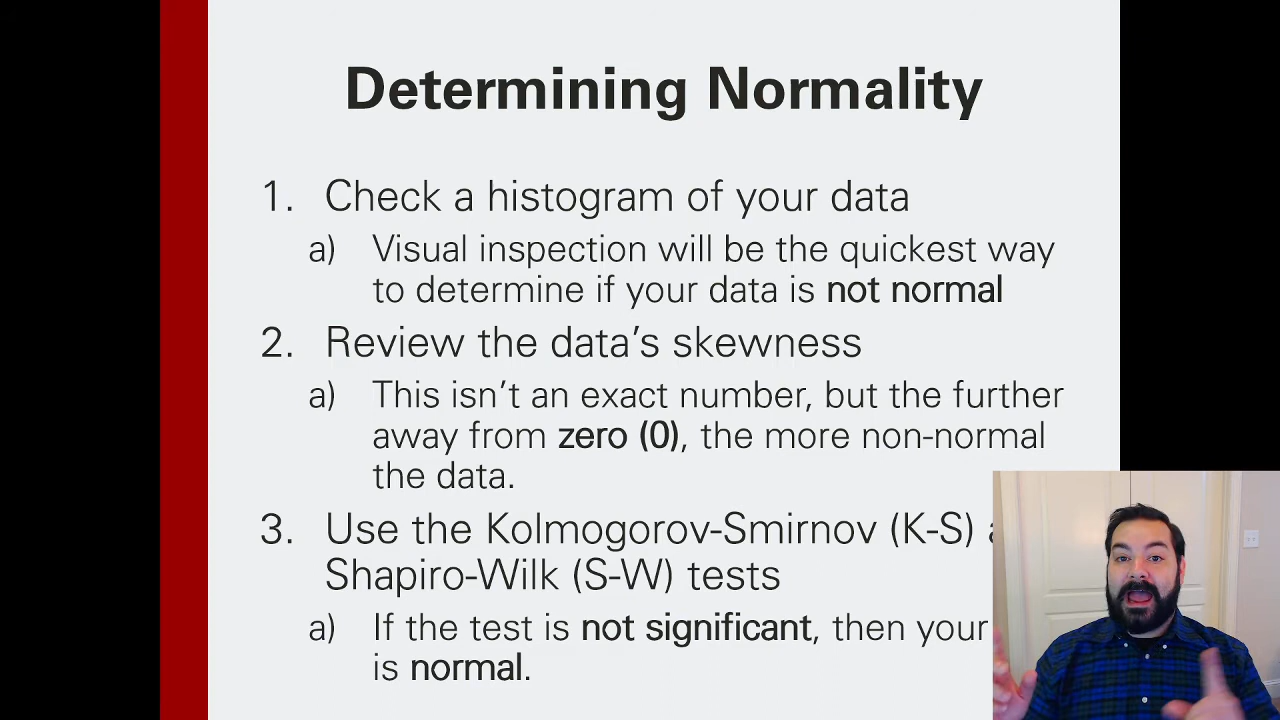 Determining Normality
1. Check a histogram of your data
a) Visual inspection will be the quickest way
to determine if your data is not normal
2. Review the data’s skewness
a) This isn’t an exact number, but the further
away from zero (0), the more non-normal
the data.
3. Use the Kolmogorov-Smirnov (K-S)
Shapiro-Wilk (S-W) tests
a) If the test is not significant, then your
is normal.